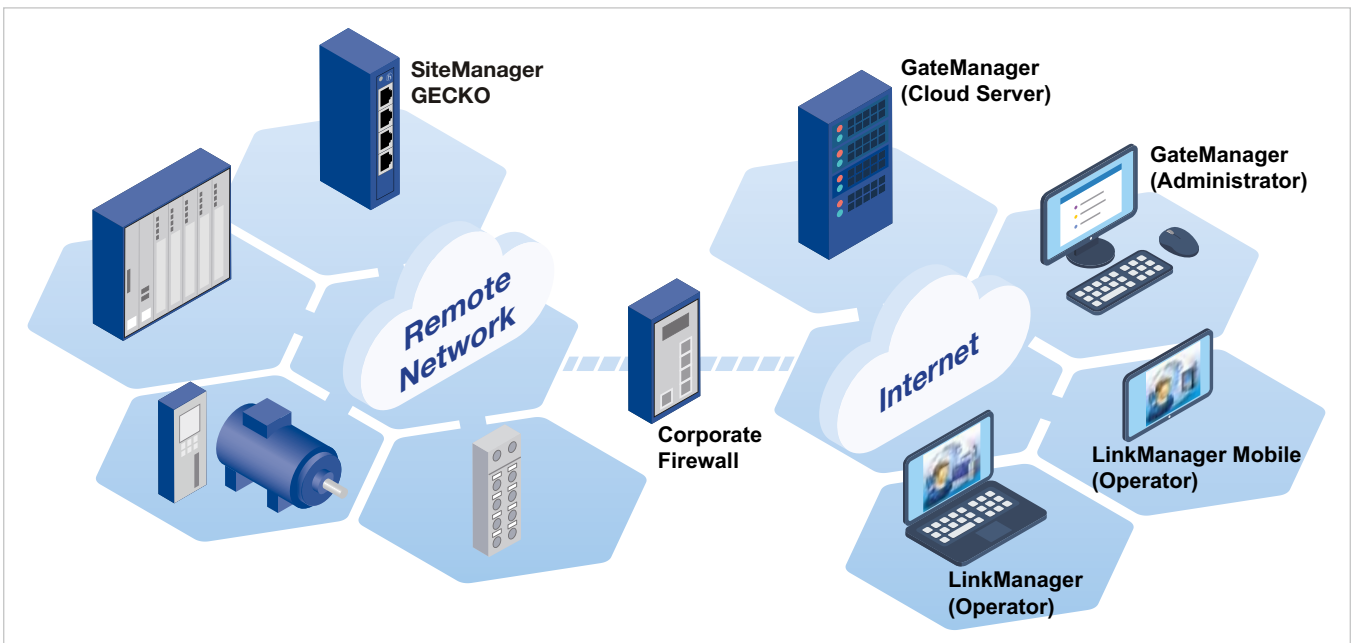 SiteManager
GECKO
GateManager
(Cloud Server)
GateManager
(Administrator)
Remote
Network
Internet
Corporate
Firewall
LinkManager Mobile
(Operator)
LinkManager
(Operator)